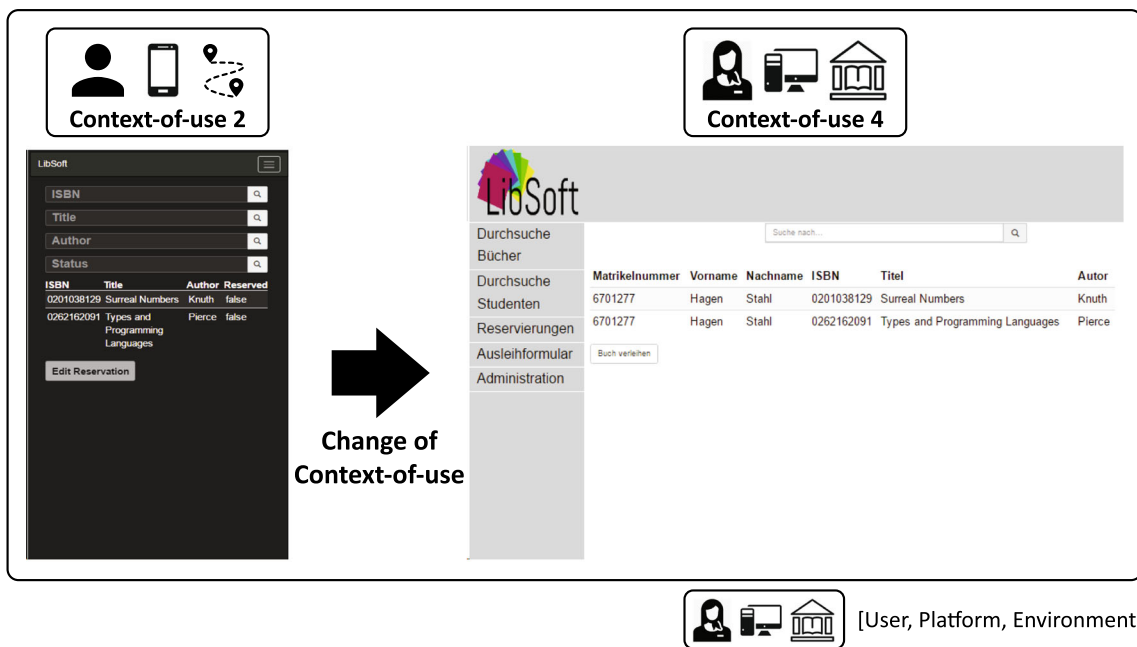 Context-of-use 2
Context-of-use 4
LibSoft
ISBN
Title
Author
Status
ISBN Title Author Reserved
0201038129 Surreal Numbers Knuth false
0262162091 Types and Pierce false
Programming
Languages
Edit Reservation
Change of
Context-of-use
LibSoft
Durchsuche
Bücher
Durchsuche
Studenten
Reservierungen
Ausleihformular
Administration
Suche nach...
Matrikelnummer Vorname Nachname ISBN Titel Autor
6701277 Hagen Stahl 0201038129 Surreal Numbers Knuth
6701277 Hagen Stahl 0262162091 Types and Programming Languages Pierce
Buch verleihen
[User, Platform, Environment